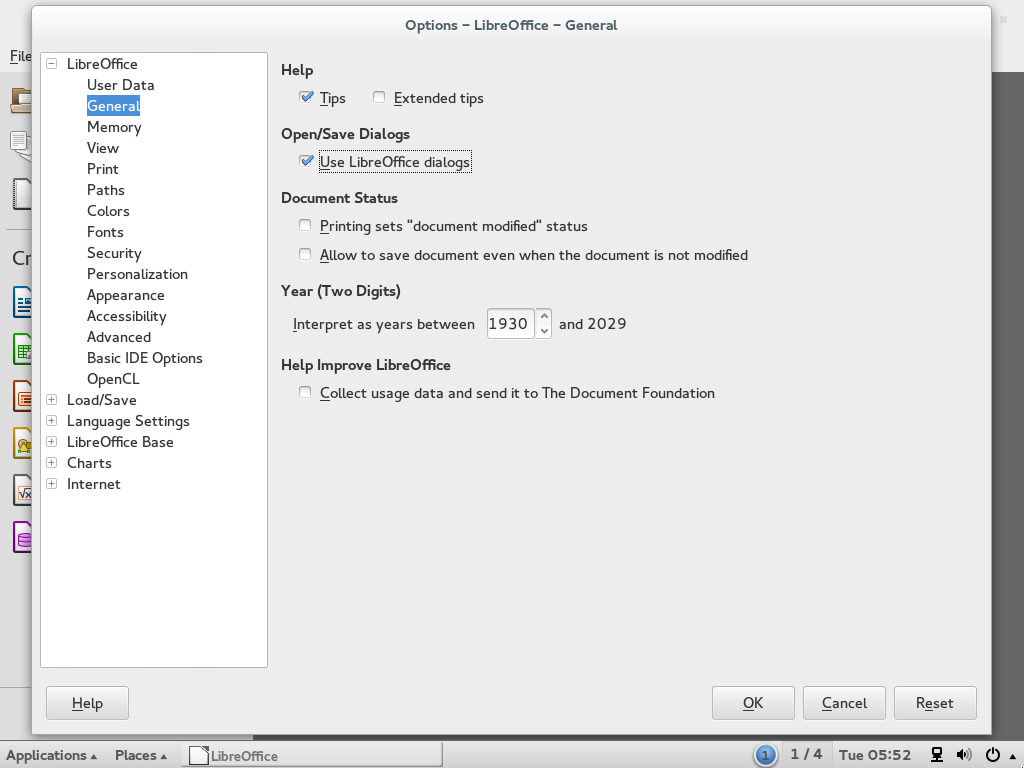 Options – LibreOffice – General
File
LibreOffice
User Data
General
Memory
View
Print
Paths
Colors
Fonts
Security
Personalization
Appearance
Accessibility
Advanced
Basic IDE Options
OpenCL
Load/Save
Language Settings
LibreOffice Base
Charts
Internet
Help
Tips Extended tips
Open/Save Dialogs
Use LibreOffice dialogs
Document Status
Printing sets "document modified" status
Allow to save document even when the document is not modified
Year (Two Digits)
Interpret as years between 1930 and 2029
Help Improve LibreOffice
Collect usage data and send it to The Document Foundation
Help OK Cancel Reset
Applications Places LibreOffice 1 1 / 4 Tue 05:52